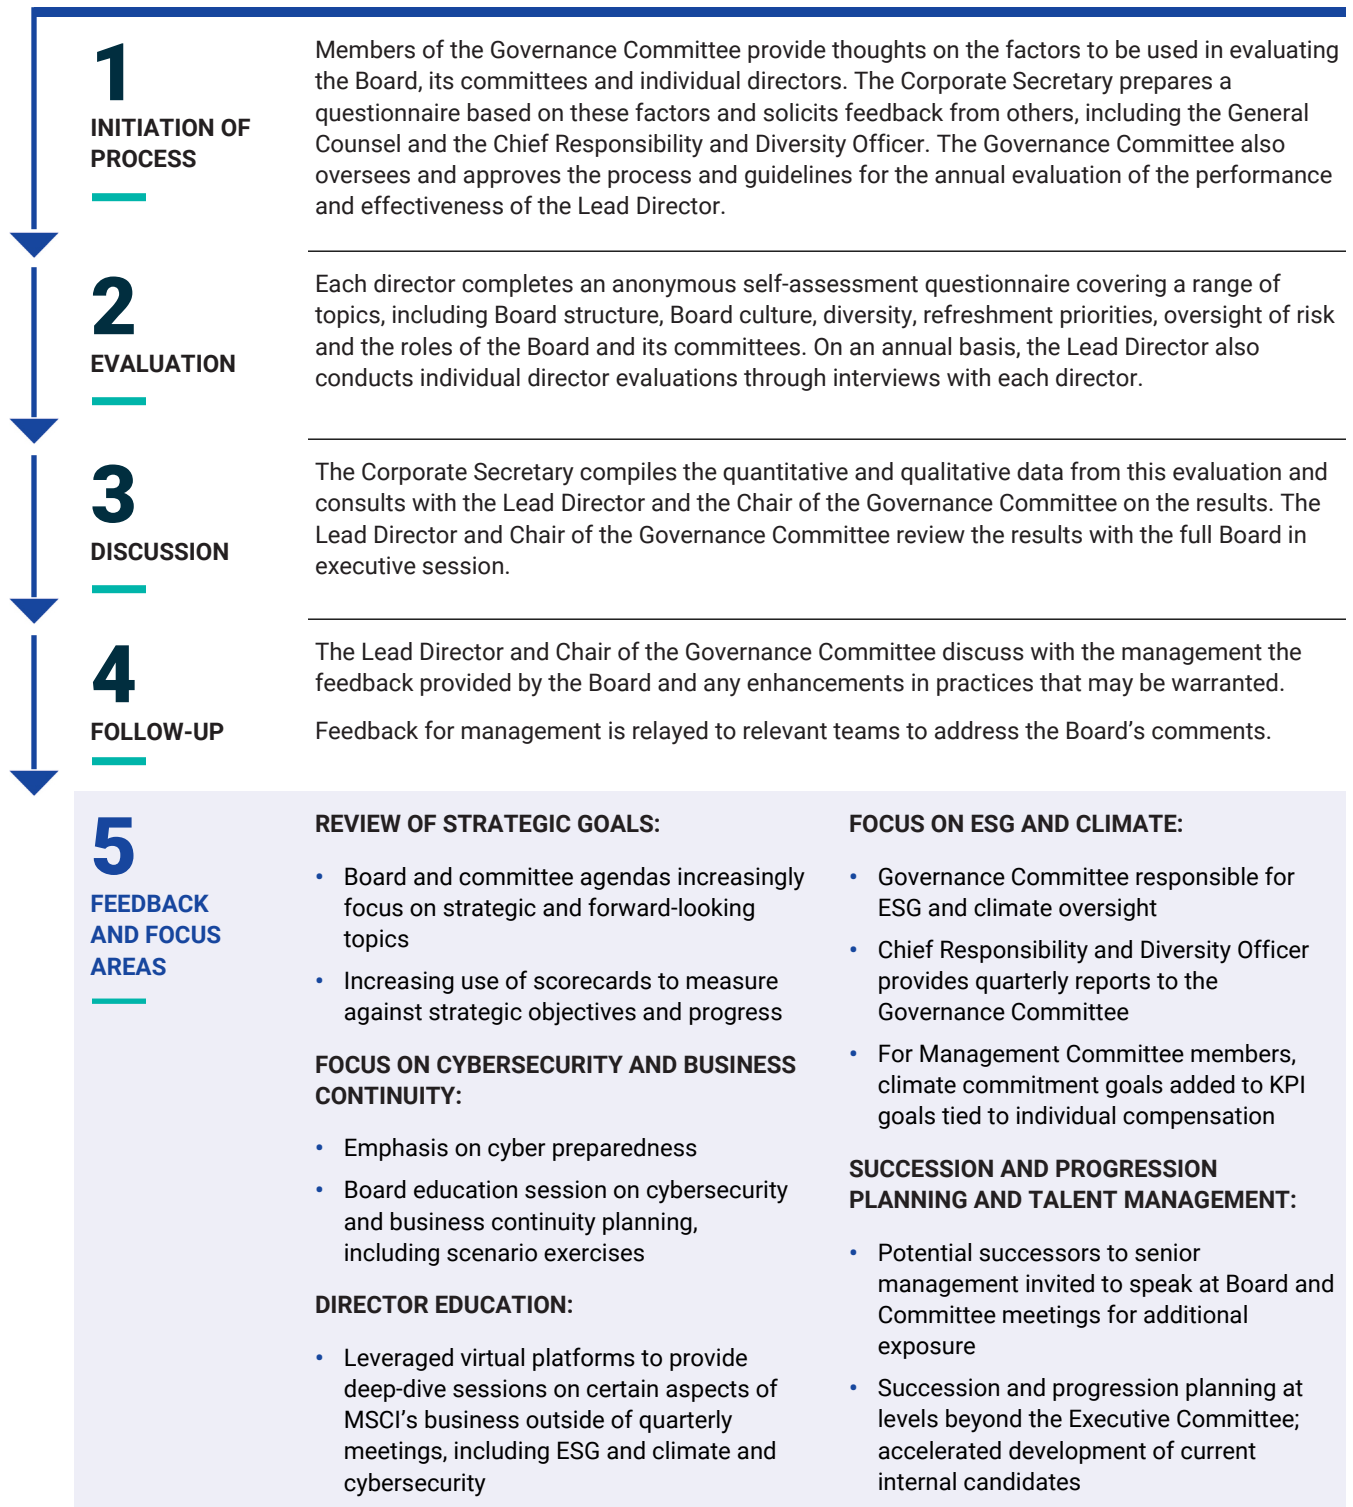 1
INITIATION OF
PROCESS
Members of the Governance Committee provide thoughts on the factors to be used in evaluating
the Board, its committees and individual directors. The Corporate Secretary prepares a
questionnaire based on these factors and solicits feedback from others, including the General
Counsel and the Chief Responsibility and Diversity Officer. The Governance Committee also
oversees and approves the process and guidelines for the annual evaluation of the performance
and effectiveness of the Lead Director.
2
EVALUATION
Each director completes an anonymous self-assessment questionnaire covering a range of
topics, including Board structure, Board culture, diversity, refreshment priorities, oversight of risk
and the roles of the Board and its committees. On an annual basis, the Lead Director also
conducts individual director evaluations through interviews with each director.
3
DISCUSSION
The Corporate Secretary compiles the quantitative and qualitative data from this evaluation and
consults with the Lead Director and the Chair of the Governance Committee on the results. The
Lead Director and Chair of the Governance Committee review the results with the full Board in
executive session.
4
FOLLOW-UP
The Lead Director and Chair of the Governance Committee discuss with the management the
feedback provided by the Board and any enhancements in practices that may be warranted.
Feedback for management is relayed to relevant teams to address the Board’s comments.
5
FEEDBACK
AND FOCUS
AREAS
REVIEW OF STRATEGIC GOALS:
• Board and committee agendas increasingly
focus on strategic and forward-looking
topics
• Increasing use of scorecards to measure
against strategic objectives and progress
FOCUS ON CYBERSECURITY AND BUSINESS
CONTINUITY:
• Emphasis on cyber preparedness
• Board education session on cybersecurity
and business continuity planning,
including scenario exercises
DIRECTOR EDUCATION:
• Leveraged virtual platforms to provide
deep-dive sessions on certain aspects of
MSCI’s business outside of quarterly
meetings, including ESG and climate and
cybersecurity
FOCUS ON ESG AND CLIMATE:
• Governance Committee responsible for
ESG and climate oversight
• Chief Responsibility and Diversity Officer
provides quarterly reports to the
Governance Committee
• For Management Committee members,
climate commitment goals added to KPI
goals tied to individual compensation
SUCCESSION AND PROGRESSION
PLANNING AND TALENT MANAGEMENT:
• Potential successors to senior
management invited to speak at Board and
Committee meetings for additional
exposure
• Succession and progression planning at
levels beyond the Executive Committee;
accelerated development of current
internal candidates